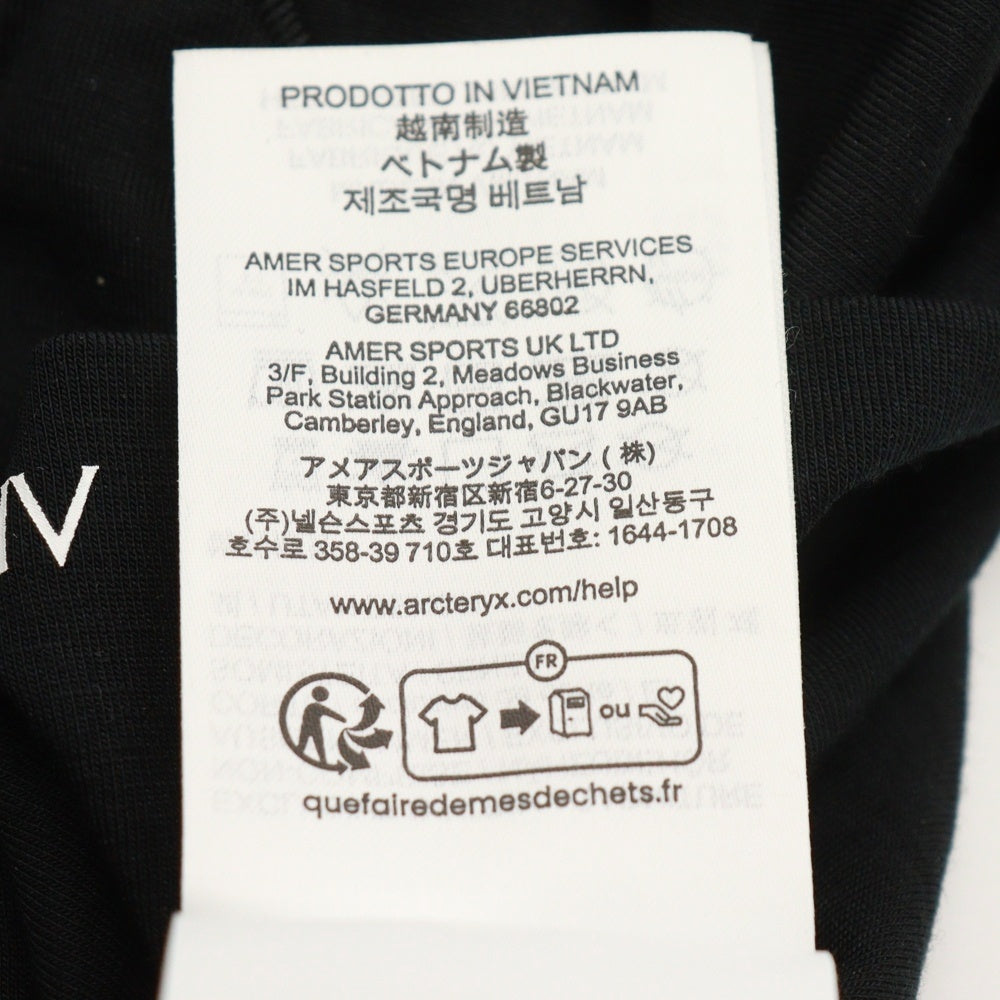 PRODOTTO IN VIETNAM
越南制造
ベトナム製
제조국명 베트남
AMER SPORTS EUROPE SERVICES
IM HASFELD 2, UBERHERRN,
GERMANY 66802
AMER SPORTS UK LTD
3/F, Building 2, Meadows Business
Park Station Approach, Blackwater,
Camberley, England, GU17 9AB
アメアスポーツジャパン ( 株)
東京都新宿区新宿6-27-30
(주)넬슨스포츠 경기도 고양시 일산동구
호수로 358-39 710호 대표번호: 1644-1708
www.arcteryx.com/help
FR
ou
quefairedemesdechets.fr